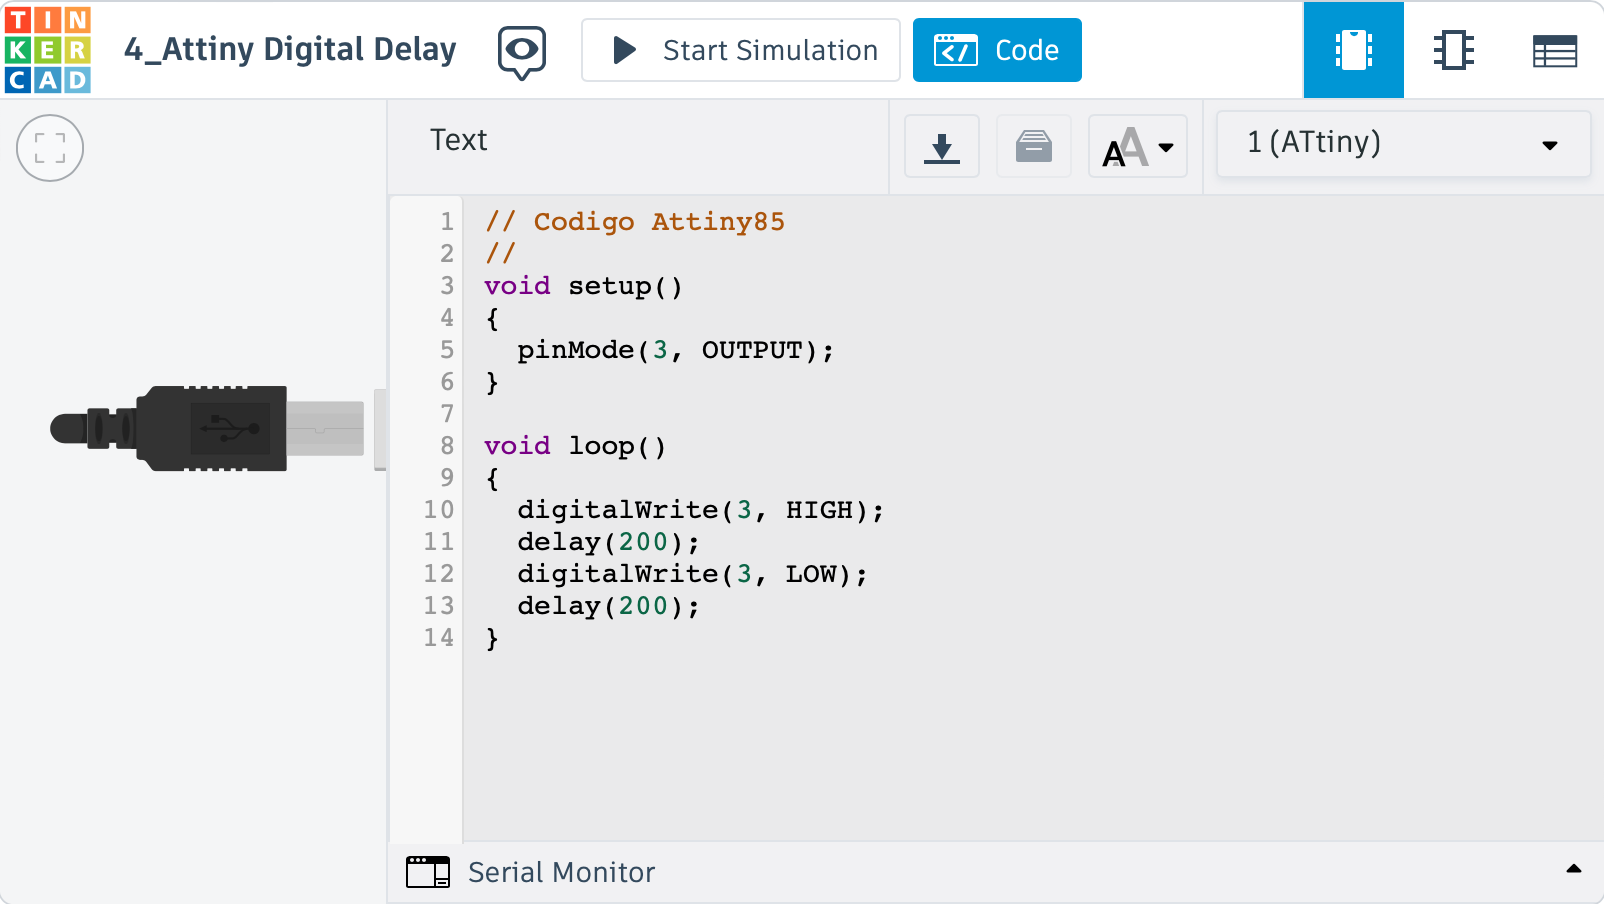 TIN
KER
CAD
4_Attiny Digital Delay
Start Simulation
Code
Text
AA
1 (ATtiny)
1 // Codigo Attiny85
2 //
3 void setup()
4 {
5   pinMode(3, OUTPUT);
6 }
7
8 void loop()
9 {
10   digitalWrite(3, HIGH);
11   delay(200);
12   digitalWrite(3, LOW);
13   delay(200);
14 }
Serial Monitor